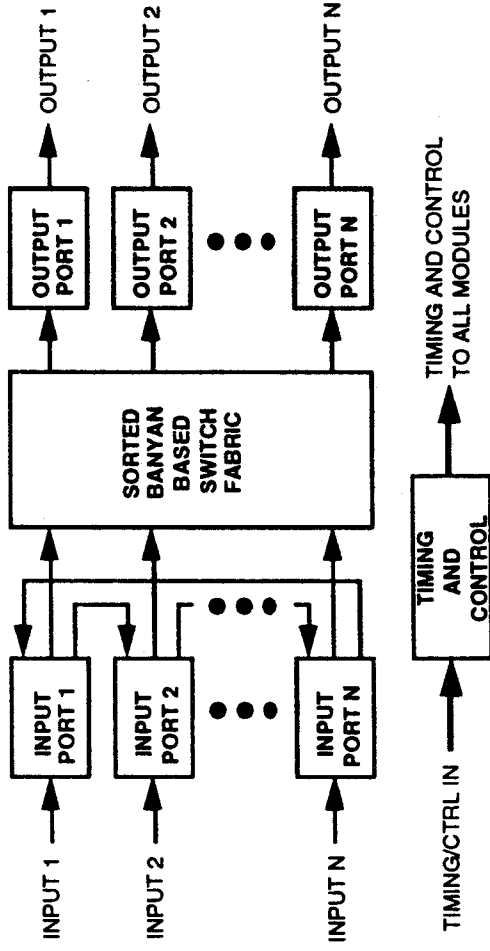 INPUT 1
INPUT
PORT 1
OUTPUT
PORT 1
OUTPUT 1
INPUT 2
INPUT
PORT 2
SORTED
BANYAN
BASED
SWITCH
FABRIC
OUTPUT
PORT 2
OUTPUT 2
INPUT N
INPUT
PORT N
OUTPUT
PORT N
OUTPUT N
TIMING/CTRL IN
TIMING
AND
CONTROL
TIMING AND CONTROL
TO ALL MODULES